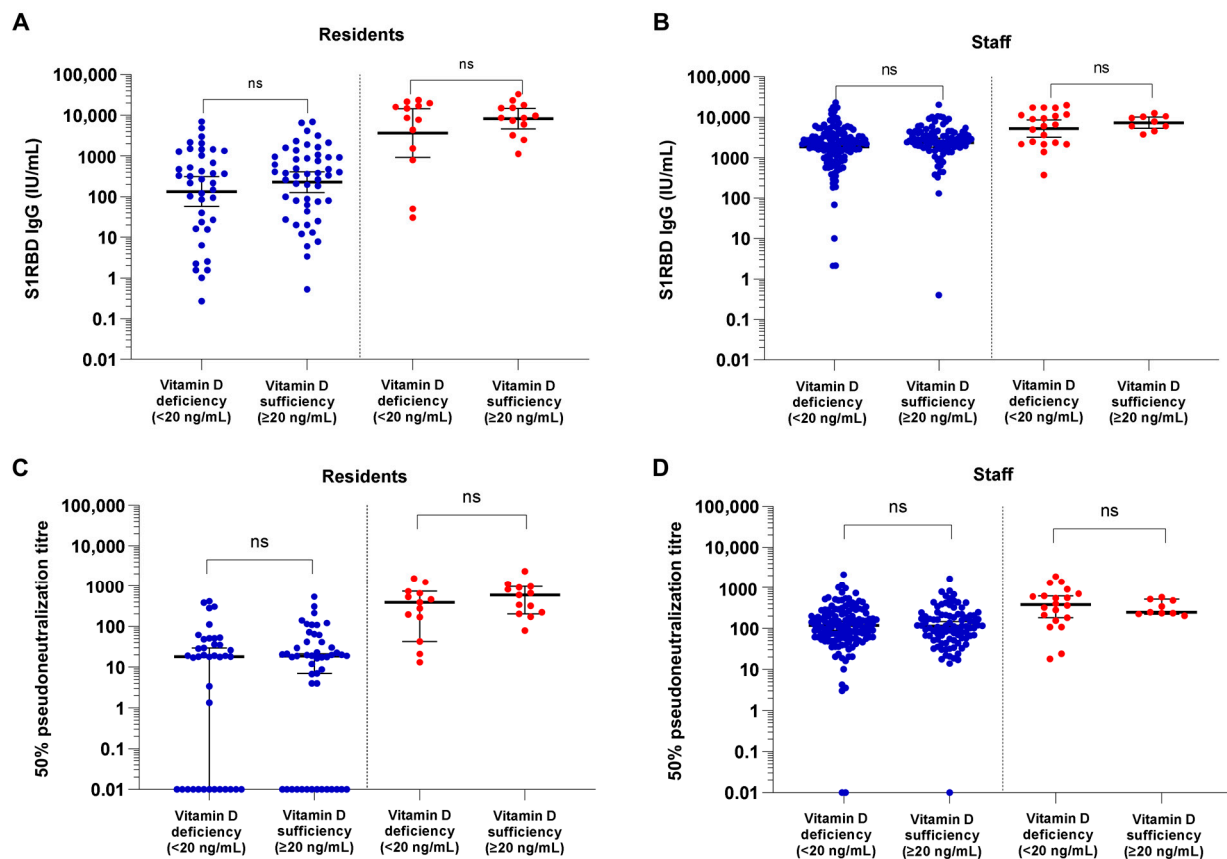 A
Residents
S1RBD IgG (IU/mL)
100,000
10,000
1000
100
10
1
0.1
0.01
ns
ns
Vitamin D
deficiency
(<20 ng/mL)
Vitamin D
sufficiency
(≥20 ng/mL)
Vitamin D
deficiency
(<20 ng/mL)
Vitamin D
sufficiency
(≥20 ng/mL)
B
Staff
S1RBD IgG (IU/mL)
100,000
10,000
1000
100
10
1
0.1
0.01
ns
ns
Vitamin D
deficiency
(<20 ng/mL)
Vitamin D
sufficiency
(≥20 ng/mL)
Vitamin D
deficiency
(<20 ng/mL)
Vitamin D
sufficiency
(≥20 ng/mL)
C
Residents
50% pseudoneutralization titre
100,000
10,000
1000
100
10
1
0.1
0.01
ns
ns
Vitamin D
deficiency
(<20 ng/mL)
Vitamin D
sufficiency
(≥20 ng/mL)
Vitamin D
deficiency
(<20 ng/mL)
Vitamin D
sufficiency
(≥20 ng/mL)
D
Staff
50% pseudoneutralization titre
100,000
10,000
1000
100
10
1
0.1
0.01
ns
ns
Vitamin D
deficiency
(<20 ng/mL)
Vitamin D
sufficiency
(≥20 ng/mL)
Vitamin D
deficiency
(<20 ng/mL)
Vitamin D
sufficiency
(≥20 ng/mL)